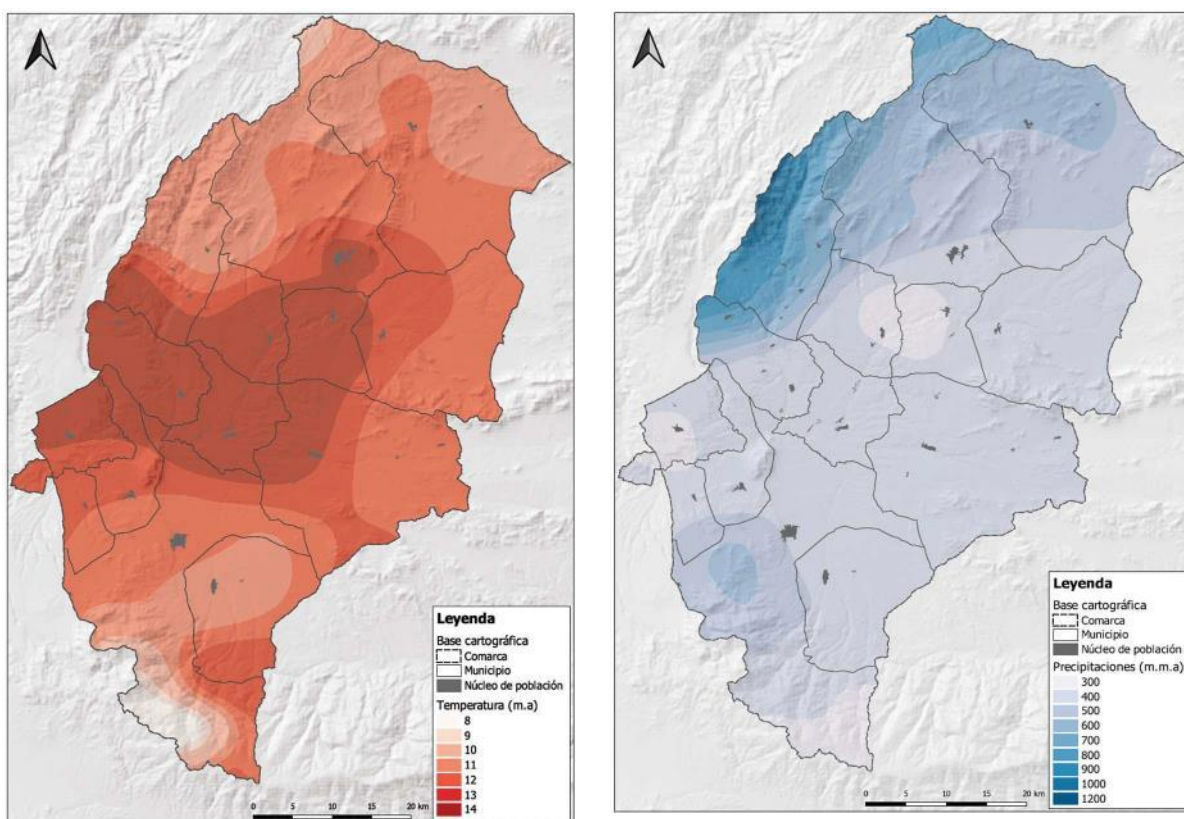 Leyenda
Base cartográfica
Comarca
Municipio
Núcleo de población
Temperatura (m.a)
8
9
10
11
12
13
14
0 5 10 15 20 km
Leyenda
Base cartográfica
Comarca
Municipio
Núcleo de población
Precipitaciones (m.m.a)
300
400
500
600
700
800
900
1000
1200
0 5 10 15 20 km